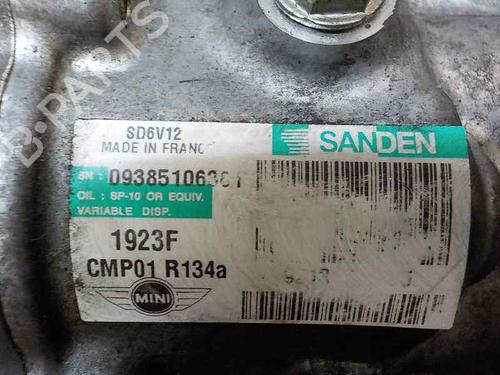 B-PARTS
SD6V12
MADE IN FRANCE
SANDEN
SN :
OIL : SP-10 OR EQUIV.
VARIABLE DISP.
1923F
CMP01 R134a
MINI